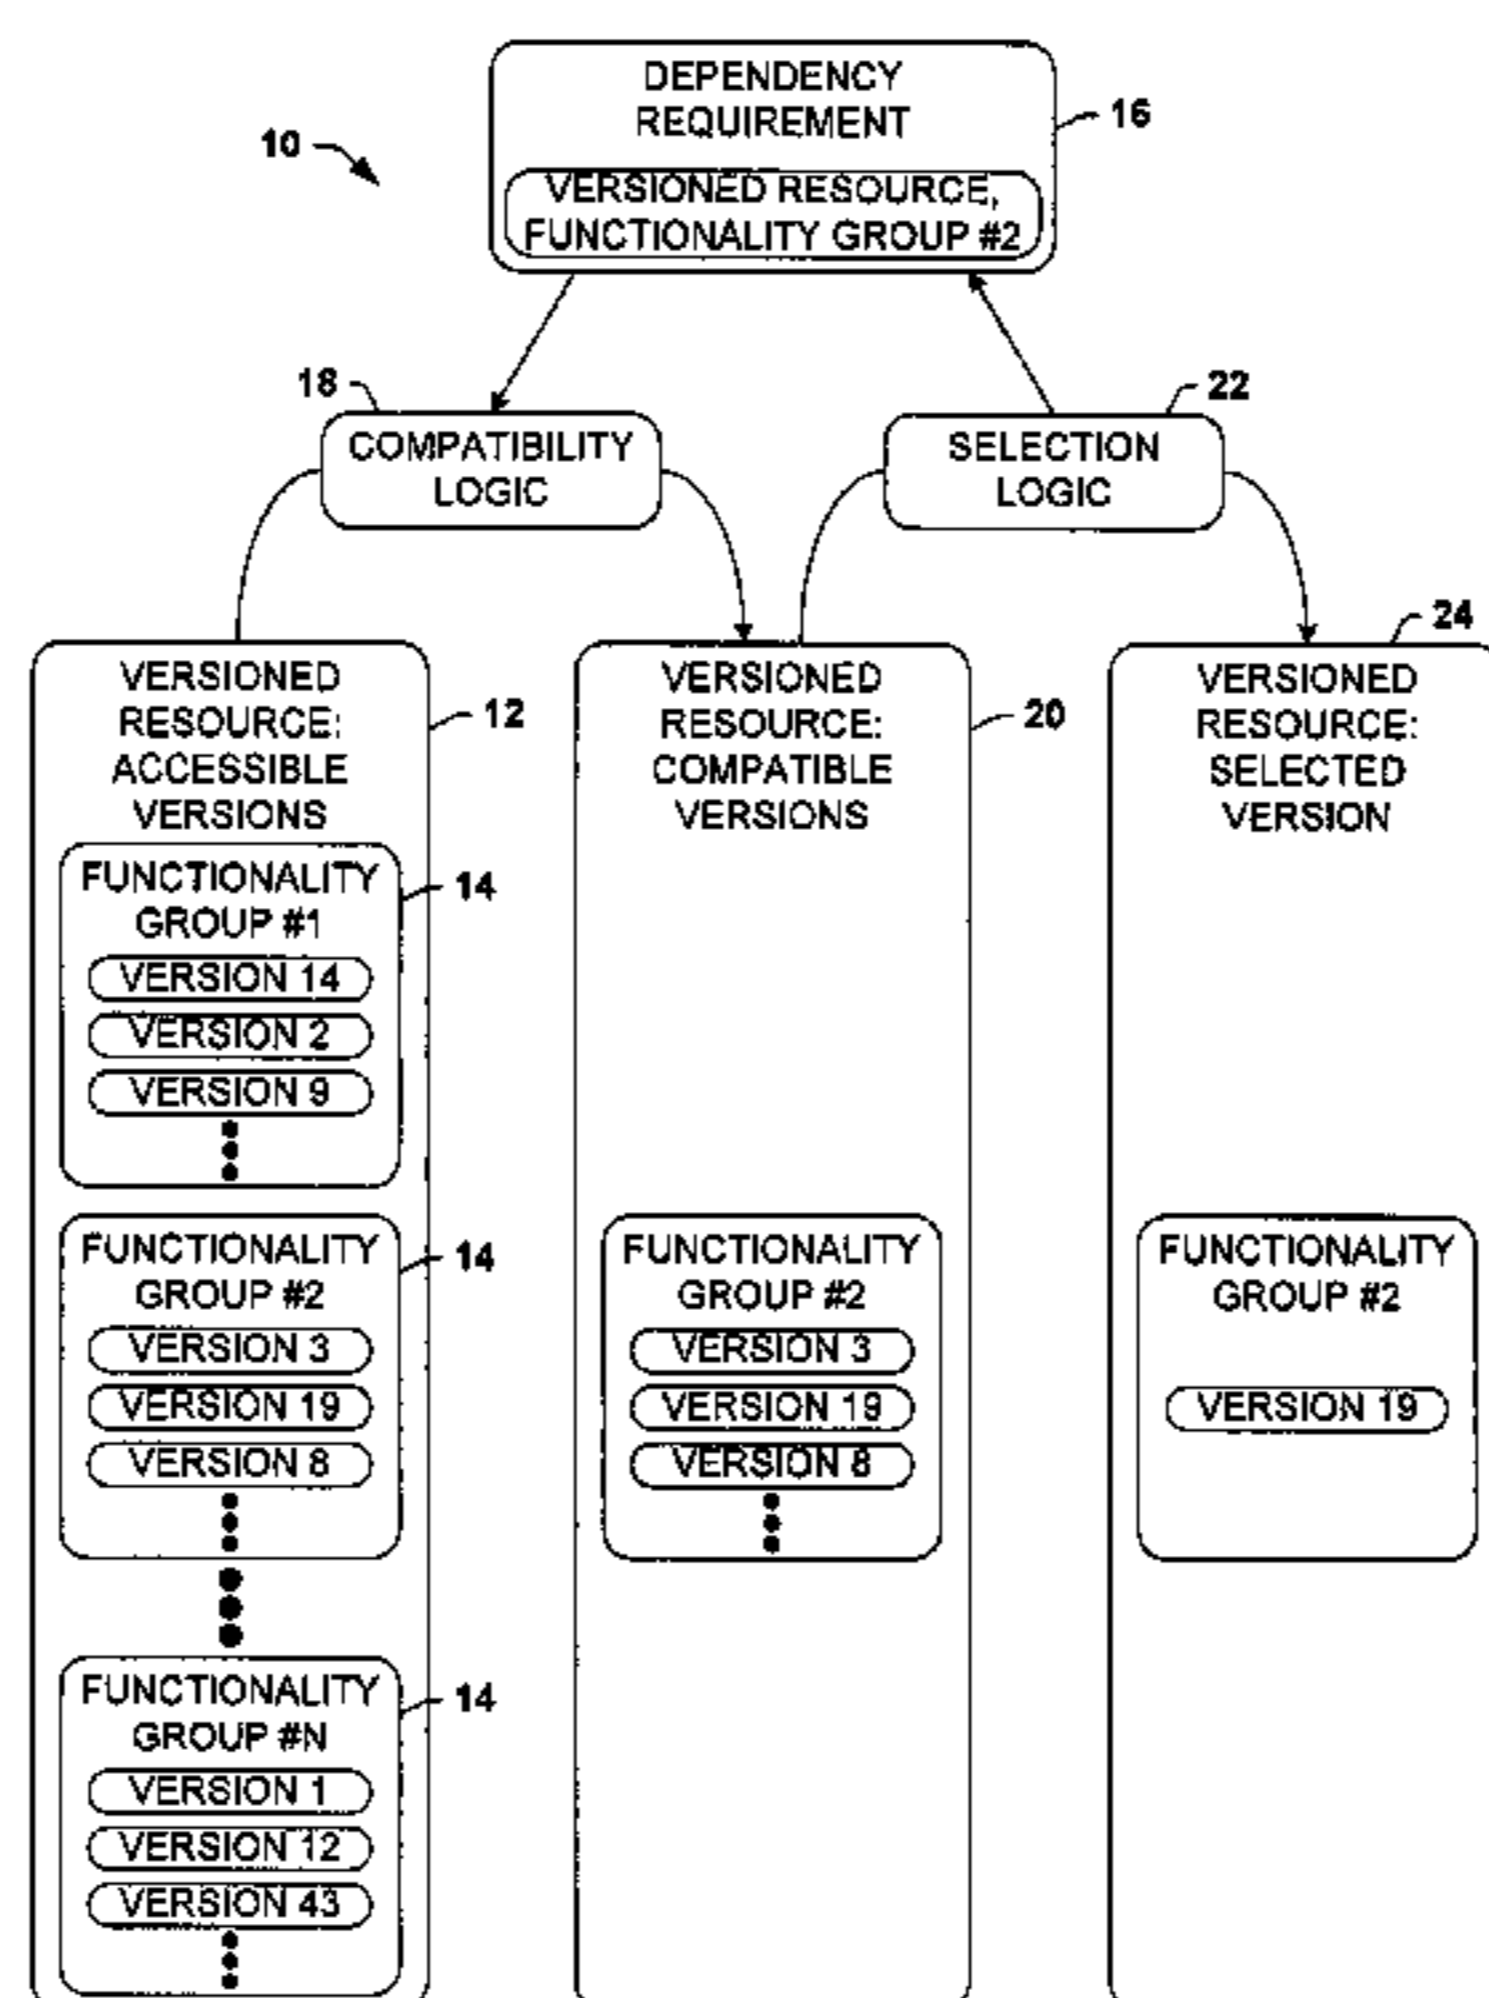 DEPENDENCY
REQUIREMENT
16
10
VERSIONED RESOURCE,
FUNCTIONALITY GROUP #2
18
COMPATIBILITY
LOGIC
22
SELECTION
LOGIC
VERSIONED
RESOURCE:
ACCESSIBLE
VERSIONS
12
FUNCTIONALITY
GROUP #1
14
VERSION 14
VERSION 2
VERSION 9
FUNCTIONALITY
GROUP #2
14
VERSION 3
VERSION 19
VERSION 8
FUNCTIONALITY
GROUP #N
14
VERSION 1
VERSION 12
VERSION 43
VERSIONED
RESOURCE:
COMPATIBLE
VERSIONS
20
FUNCTIONALITY
GROUP #2
VERSION 3
VERSION 19
VERSION 8
24
VERSIONED
RESOURCE:
SELECTED
VERSION
FUNCTIONALITY
GROUP #2
VERSION 19